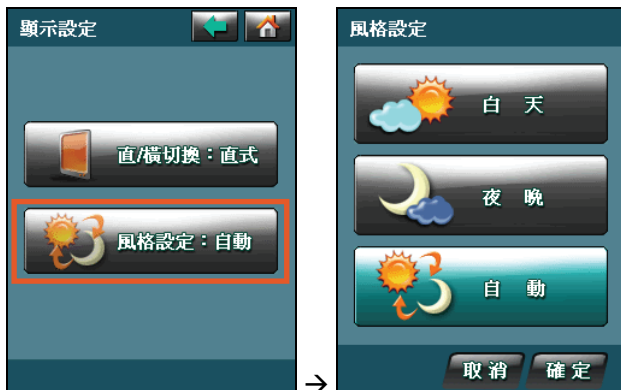 顯示設定
直/橫切換：直式
風格設定：自動
→
風格設定
白 天
夜 晚
自 動
取消 確定